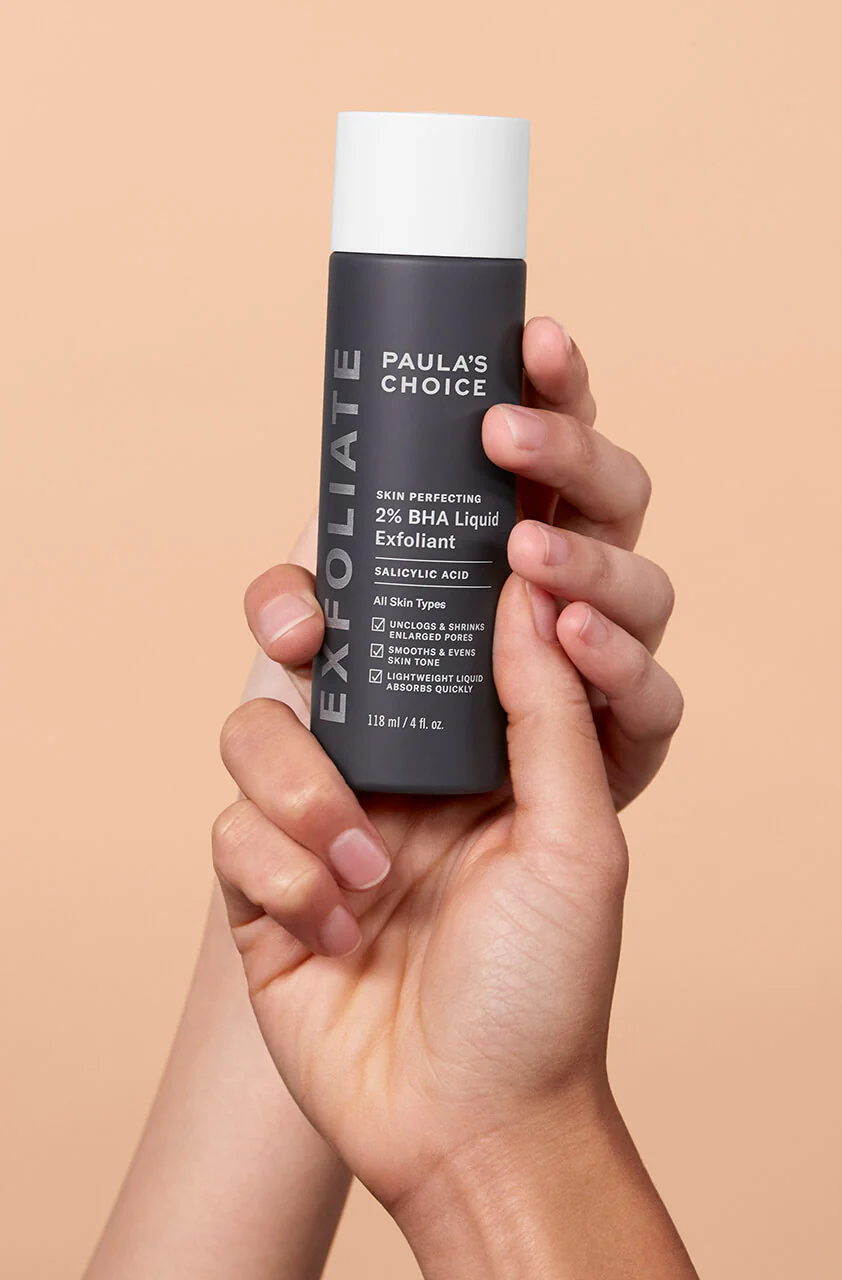 EXFOLIATE
PAULA'S
CHOICE
SKIN PERFECTING
2% BHA Liquid
Exfoliant
SALICYLIC ACID
All Skin Types
UNCLOGS & SHRINKS
ENLARGED PORES
SMOOTHS & EVENS
SKIN TONE
LIGHTWEIGHT LIQUID
ABSORBS QUICKLY
118 ml / 4 fl. oz.